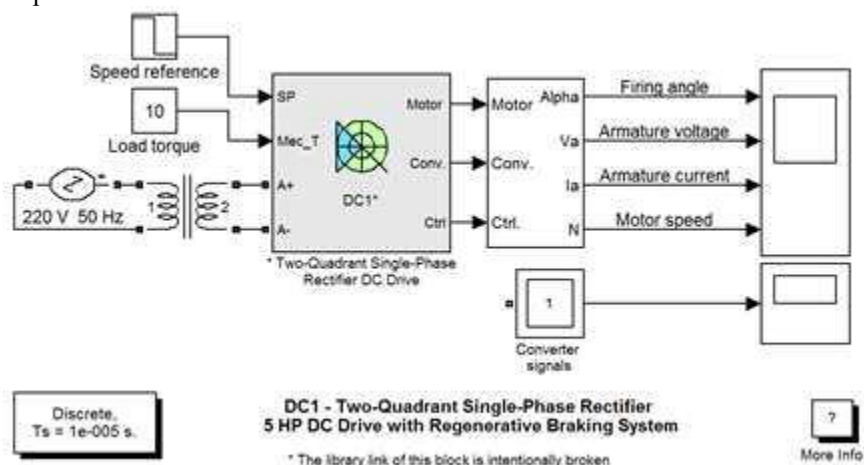 Speed reference
10
Load torque
220 V 50 Hz
1
2
SP
Mec_T
A+
A-
Motor
Conv.
Ctrl
DC1*
* Two-Quadrant Single-Phase
Rectifier DC Drive
Motor
Conv.
Ctrl.
Alpha
Va
Ia
N
Firing angle
Armature voltage
Armature current
Motor speed
1
Converter
signals
Discrete,
Ts = 1e-005 s.
DC1 - Two-Quadrant Single-Phase Rectifier
5 HP DC Drive with Regenerative Braking System
* The library link of this block is intentionally broken
?
More Info